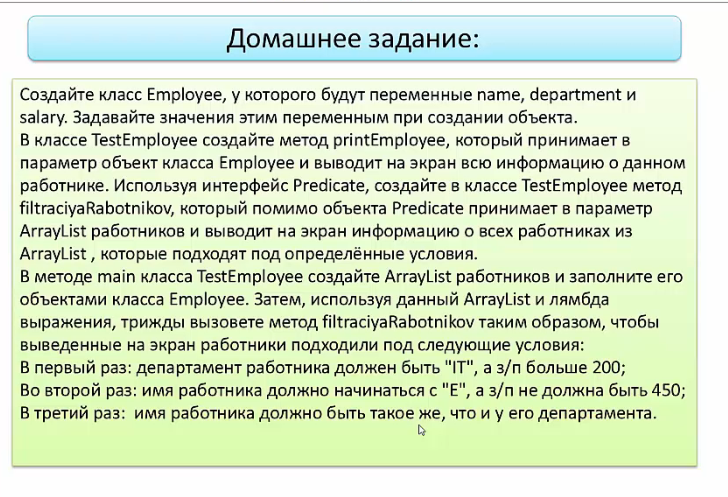 Домашнее задание:
Создайте класс Employee, у которого будут переменные name, department и
salary. Задавайте значения этим переменным при создании объекта.
В классе TestEmployee создайте метод printEmployee, который принимает в
параметр объект класса Employee и выводит на экран всю информацию о данном
работнике. Используя интерфейс Predicate, создайте в классе TestEmployee метод
filtraciyaRabotnikov, который помимо объекта Predicate принимает в параметр
ArrayList работников и выводит на экран информацию о всех работниках из
ArrayList , которые подходят под определённые условия.
В методе main класса TestEmployee создайте ArrayList работников и заполните его
объектами класса Employee. Затем, используя данный ArrayList и лямбда
выражения, трижды вызовете метод filtraciyaRabotnikov таким образом, чтобы
выведенные на экран работники подходили под следующие условия:
В первый раз: департамент работника должен быть "IT", а з/п больше 200;
Во второй раз: имя работника должно начинаться с "E", а з/п не должна быть 450;
В третий раз:  имя работника должно быть такое же, что и у его департамента.